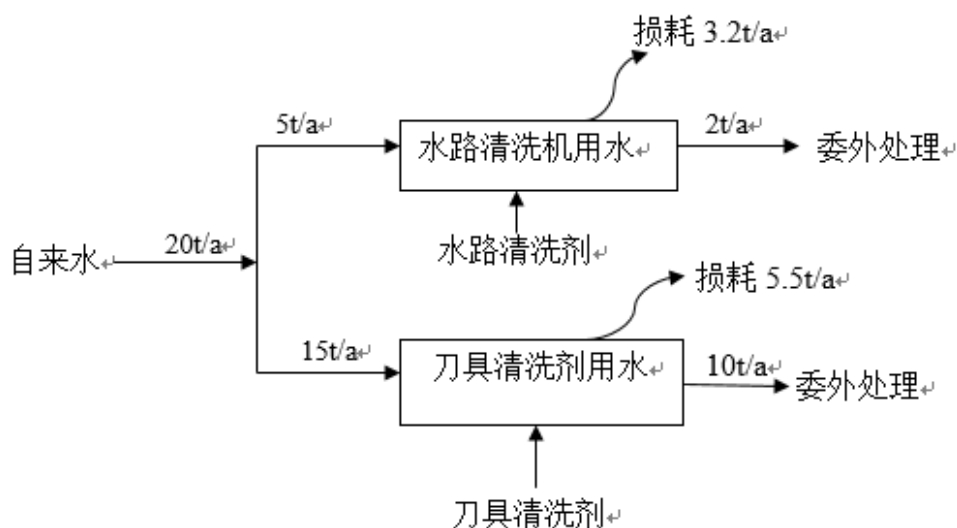 损耗 3.2t/a
5t/a
水路清洗机用水
2t/a
委外处理
水路清洗剂
自来水
20t/a
损耗 5.5t/a
15t/a
刀具清洗剂用水
10t/a
委外处理
刀具清洗剂